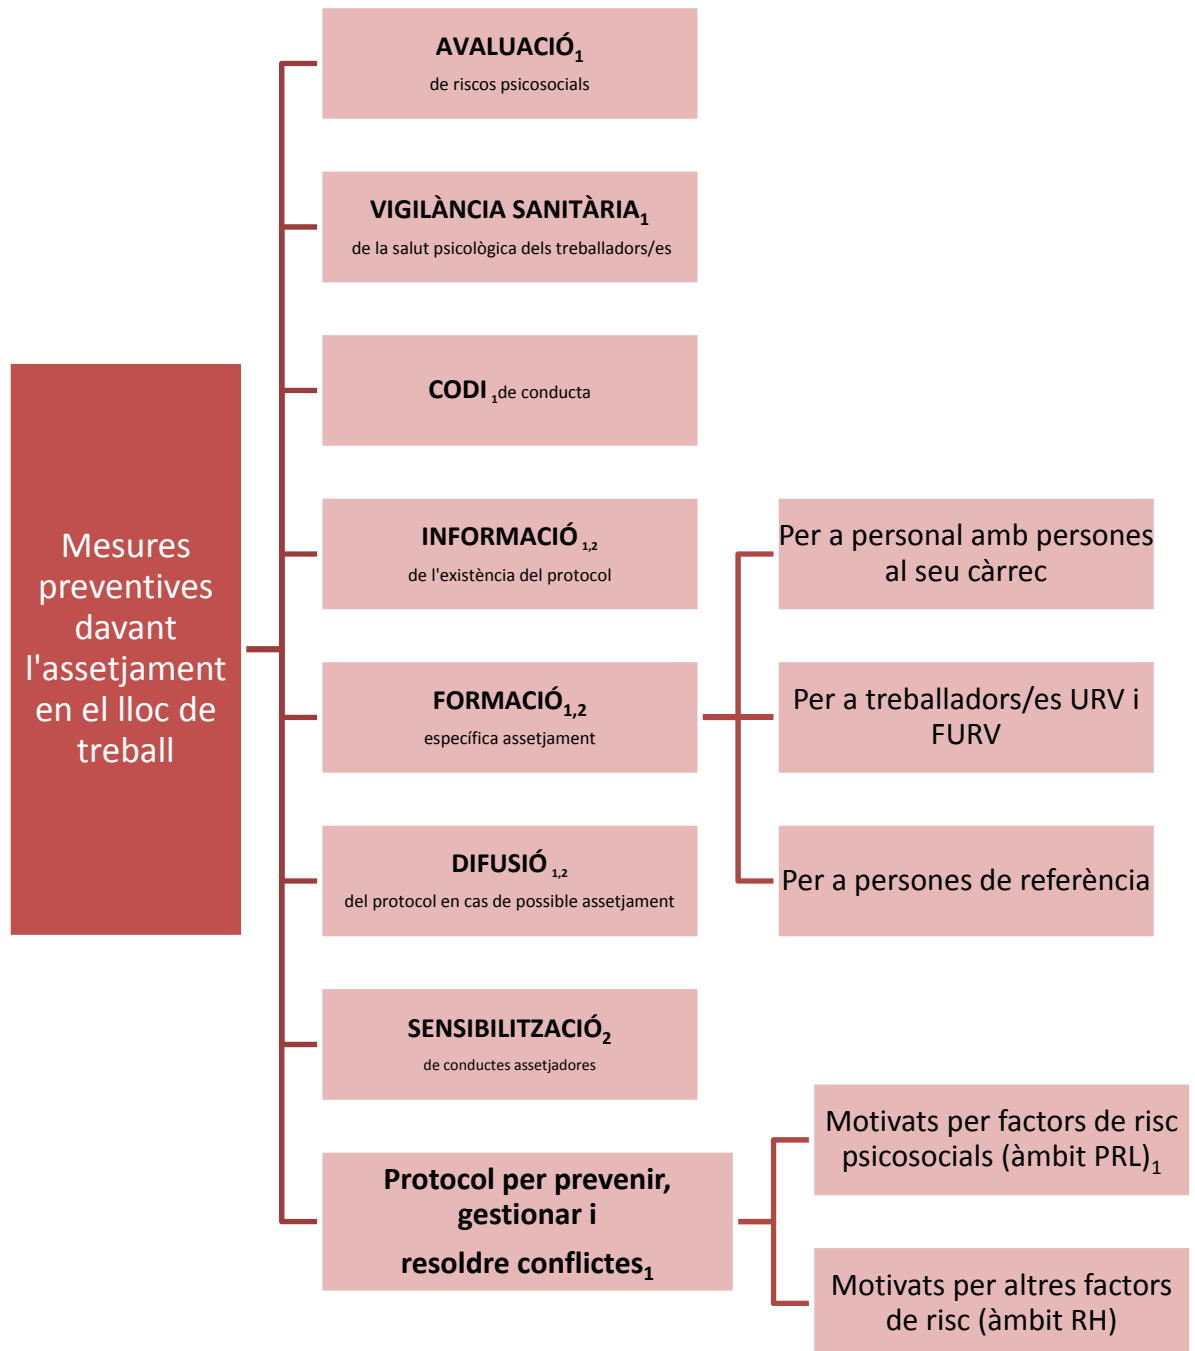 AVALUACIÓ1
de riscos psicosocials
VIGILÀNCIA SANITÀRIA1
de la salut psicològica dels treballadors/es
CODI 1de conducta
Mesures
preventives
davant
l'assetjament
en el lloc de
treball
INFORMACIÓ 1,2
de l'existència del protocol
FORMACIÓ1,2
específica assetjament
Per a personal amb persones
al seu càrrec
Per a treballadors/es URV i
FURV
Per a persones de referència
DIFUSIÓ 1,2
del protocol en cas de possible assetjament
SENSIBILITZACIÓ2
de conductes assetjadores
Protocol per prevenir,
gestionar i
resoldre conflictes1
Motivats per factors de risc
psicosocials (àmbit PRL)1
Motivats per altres factors
de risc (àmbit RH)